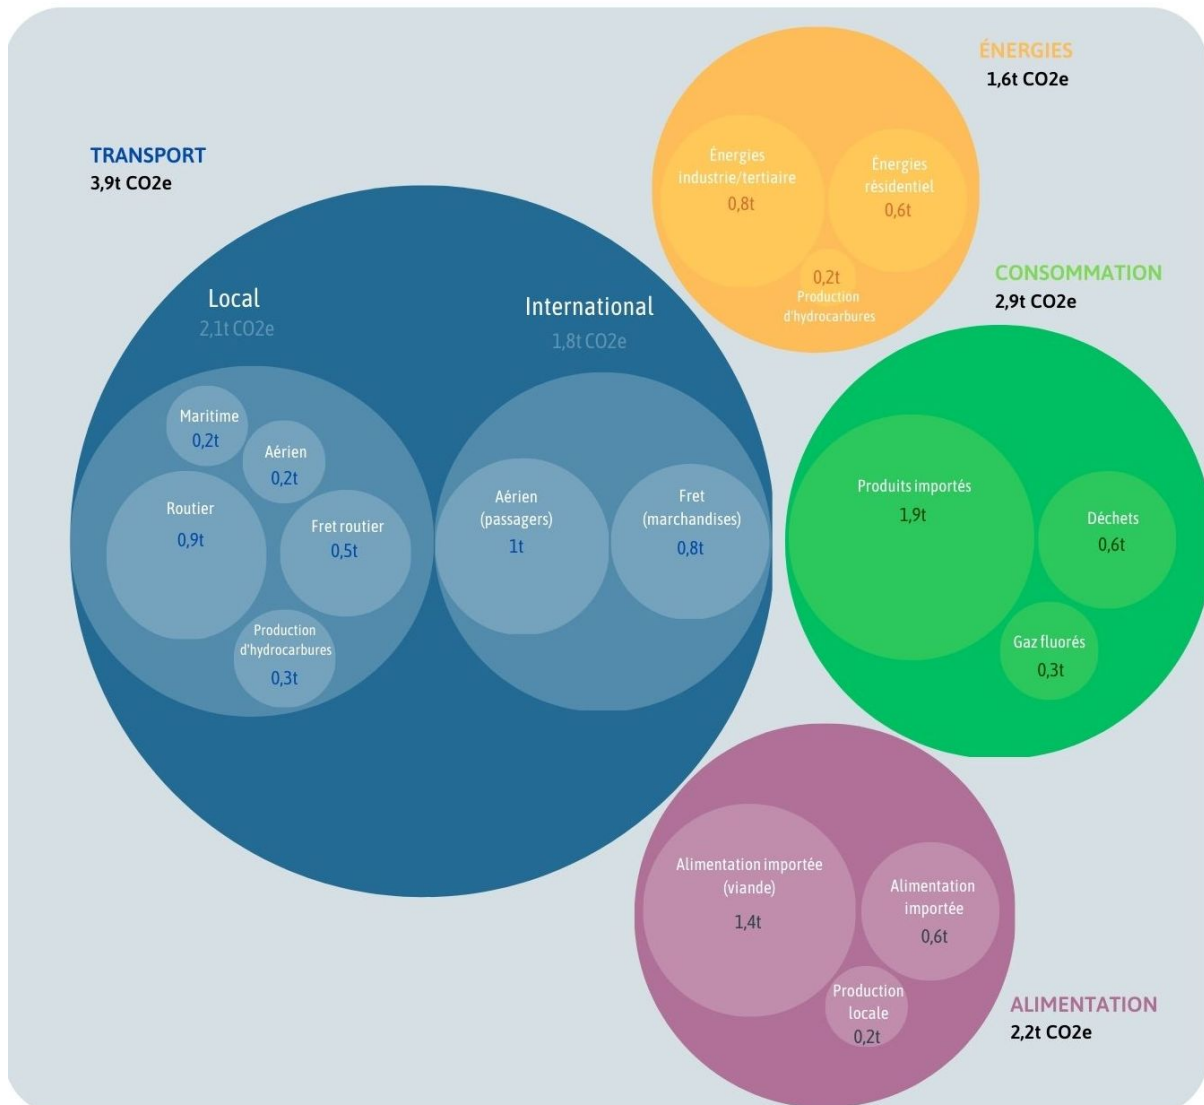 TRANSPORT
3,9t CO2e
Local
2,1t CO2e
Maritime
0,2t
Aérien
0,2t
Routier
0,9t
Fret routier
0,5t
Production
d'hydrocarbures
0,3t
International
1,8t CO2e
Aérien
(passagers)
1t
Fret
(marchandises)
0,8t
ÉNERGIES
1,6t CO2e
Énergies
industrie/tertiaire
0,8t
Énergies
résidentiel
0,6t
0,2t
Production
d'hydrocarbures
CONSOMMATION
2,9t CO2e
Produits importés
1,9t
Déchets
0,6t
Gaz fluorés
0,3t
Alimentation importée
(viande)
1,4t
Alimentation
importée
0,6t
Production
locale
0,2t
ALIMENTATION
2,2t CO2e